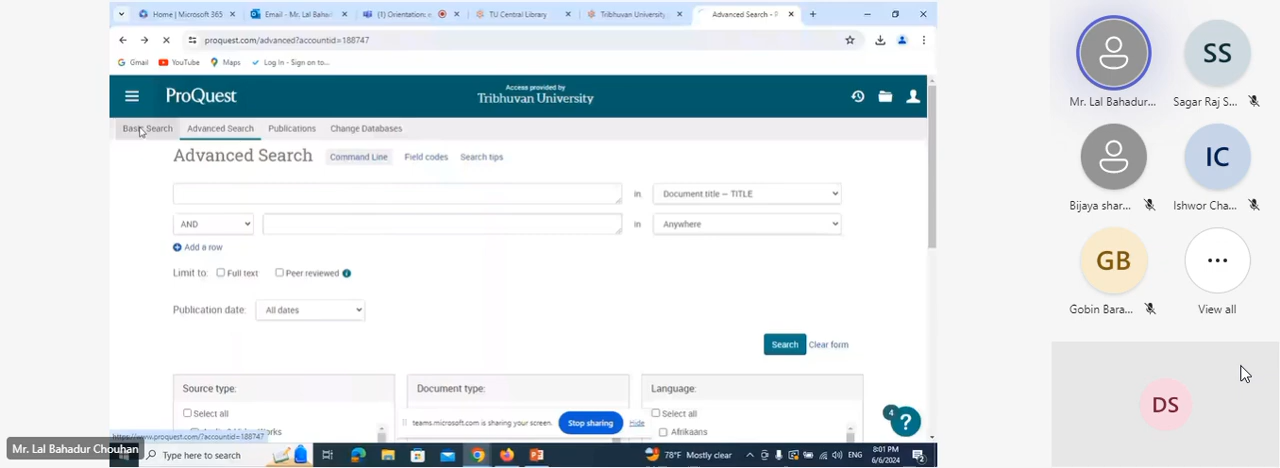 Home | Microsoft 365
Email - Mr. Lal Bahad
(1) Orientation: e
TU Central Library
Tribhuvan University
Advanced Search - P
proquest.com/advanced?accountid=188747
Gmail
YouTube
Maps
Log In - Sign on to...
ProQuest
Access provided by
Tribhuvan University
Basic Search
Advanced Search
Publications
Change Databases
Advanced Search
Command Line
Field codes
Search tips
in
Document title — TITLE
AND
in
Anywhere
Add a row
Limit to:
Full text
Peer reviewed
Publication date:
All dates
Search
Clear form
Source type:
Document type:
Language:
Select all
Select all
Afrikaans
teams.microsoft.com is sharing your screen.
Stop sharing
Hide
4
?
https://www.proquest.com/?accountid=188747
Mr. Lal Bahadur Chouhan
Type here to search
78°F Mostly clear
8:01 PM
6/6/2024
2
Mr. Lal Bahadur...
SS
Sagar Raj S...
Bijaya shar...
IC
Ishwor Cha...
GB
Gobin Bara...
View all
DS